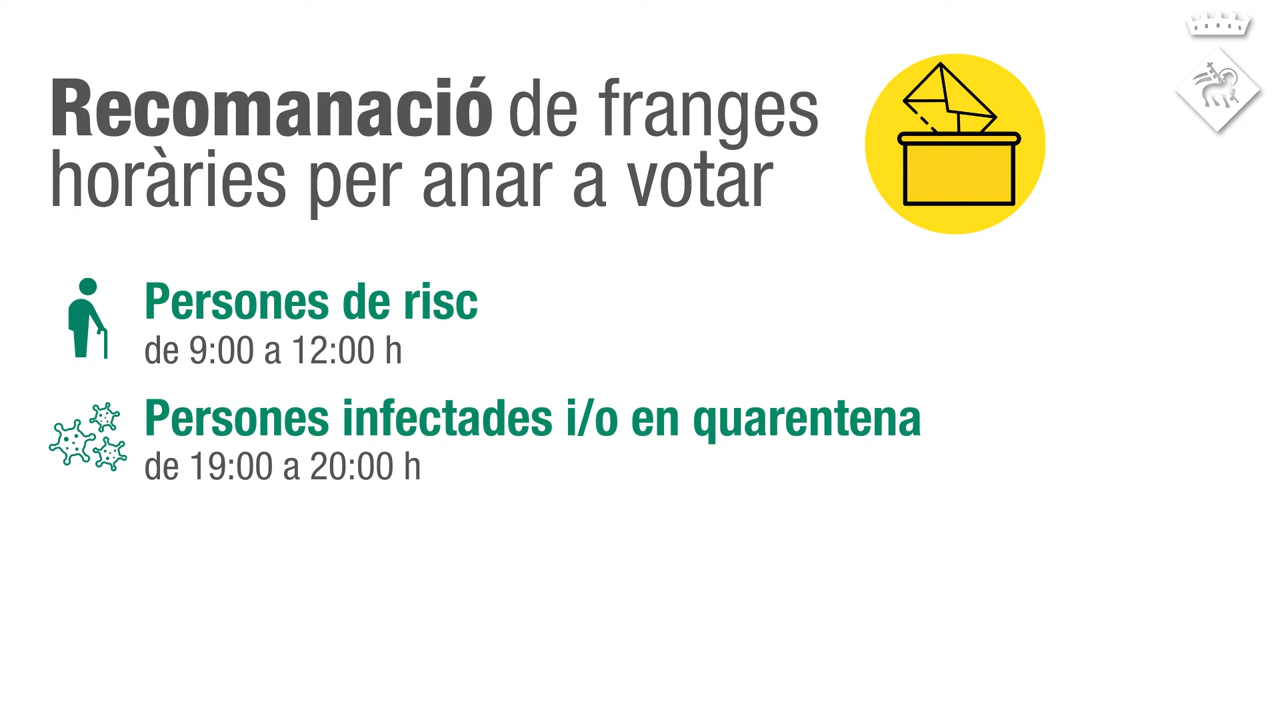 Recomanació de franges
horàries per anar a votar
Persones de risc
de 9:00 a 12:00 h
Persones infectades i/o en quarentena
de 19:00 a 20:00 h